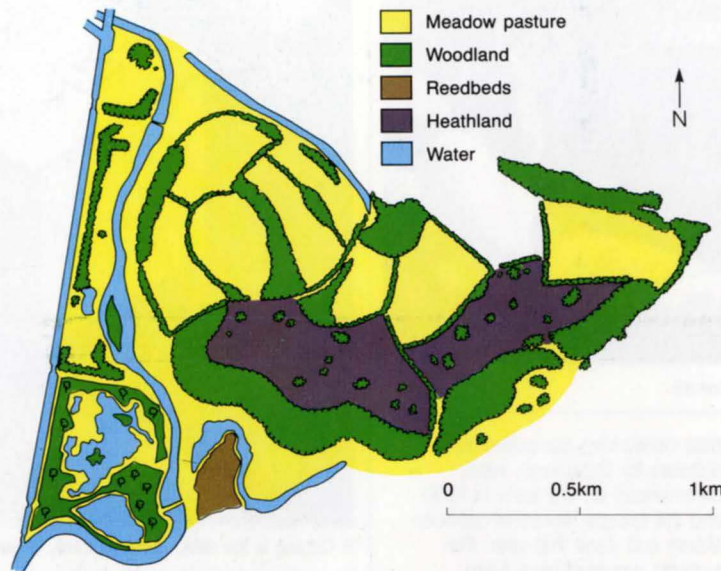 Meadow pasture
Woodland
Reedbeds
Heathland
Water
N
0 0.5km 1km